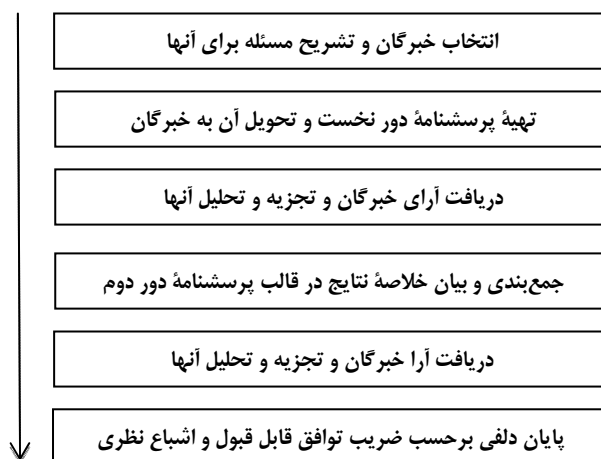 انتخاب خبرگان و تشریح مسئله برای آنها
تهیهٔ پرسشنامهٔ دور نخست و تحویل آن به خبرگان
دریافت آرای خبرگان و تجزیه و تحلیل آنها
جمع‌بندی و بیان خلاصهٔ نتایج در قالب پرسشنامهٔ دور دوم
دریافت آرا خبرگان و تجزیه و تحلیل آنها
پایان دلفی برحسب ضریب توافق قابل قبول و اشباع نظری